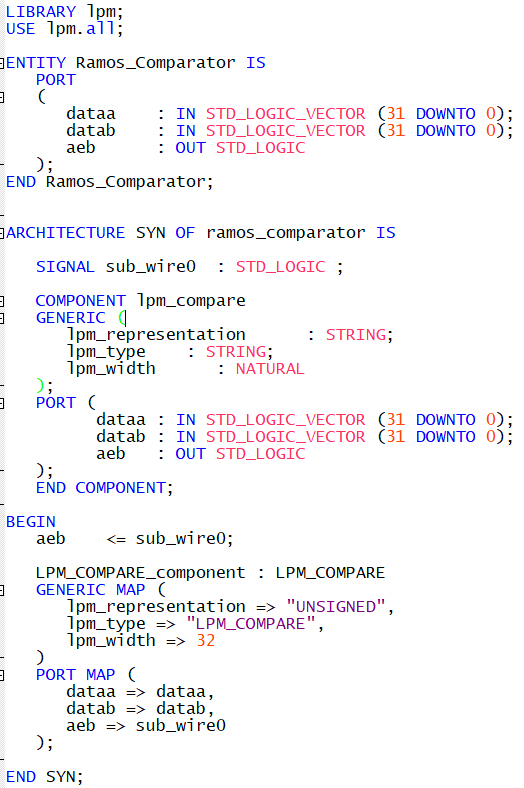 LIBRARY lpm;
USE lpm.all;
ENTITY Ramos_Comparator IS
PORT
(
dataa : IN STD_LOGIC_VECTOR (31 DOWNTO 0);
datab : IN STD_LOGIC_VECTOR (31 DOWNTO 0);
aeb : OUT STD_LOGIC
);
END Ramos_Comparator;
ARCHITECTURE SYN OF ramos_comparator IS
SIGNAL sub_wire0 : STD_LOGIC ;
COMPONENT lpm_compare
GENERIC (
lpm_representation : STRING;
lpm_type : STRING;
lpm_width : NATURAL
);
PORT (
dataa : IN STD_LOGIC_VECTOR (31 DOWNTO 0);
datab : IN STD_LOGIC_VECTOR (31 DOWNTO 0);
aeb : OUT STD_LOGIC
);
END COMPONENT;
BEGIN
aeb <= sub_wire0;
LPM_COMPARE_component : LPM_COMPARE
GENERIC MAP (
lpm_representation => "UNSIGNED",
lpm_type => "LPM_COMPARE",
lpm_width => 32
)
PORT MAP (
dataa => dataa,
datab => datab,
aeb => sub_wire0
);
END SYN;